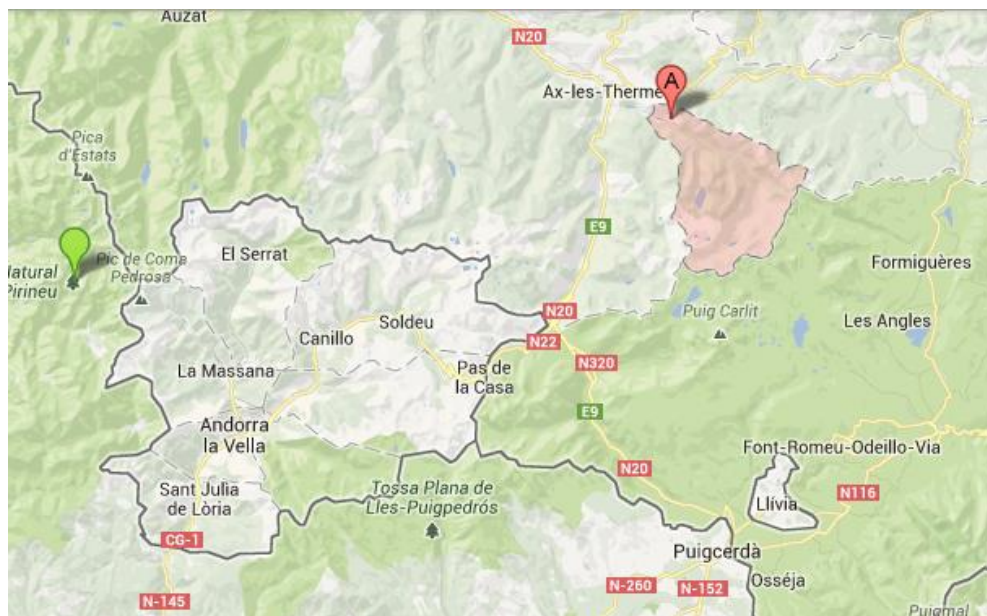 Auzat
N20
Ax-les-Therme
A
Pica
d'Estats
E9
El Serrat
Natural
Pirineu
Pic de Coma
Pedrosa
Formiguères
N20
Puig Carlit
Soldeu
Les Angles
Canillo
N22
N320
La Massana
Pas de
la Casa
E9
Andorra
la Vella
Font-Romeu-Odeillo-Via
N20
Sant Julia
de Lòria
Tossa Plana de
Lles-Puigpedrós
N116
Llívia
CG-1
Puigcerdà
Osséja
N-260
N-152
N-145
Puigmal